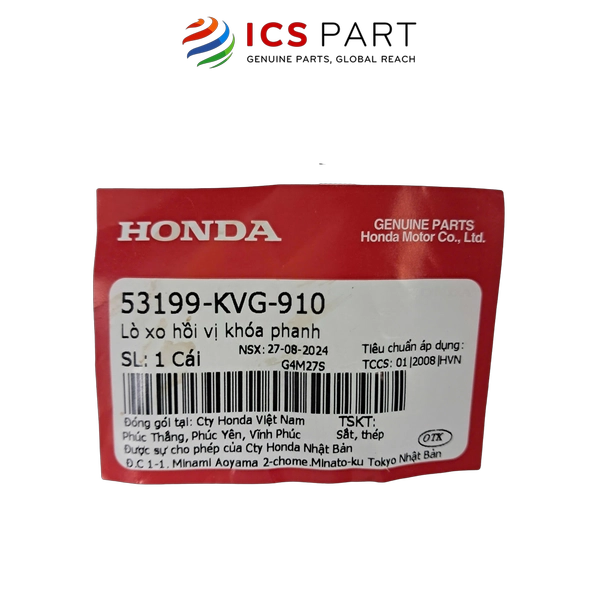 ICS PART
GENUINE PARTS, GLOBAL REACH
HONDA
GENUINE PARTS
Honda Motor Co., Ltd.
53199-KVG-910
Lò xo hồi vị khóa phanh
SL: 1 Cái
NSX: 27-08-2024
G4M27S
Tiêu chuẩn áp dụng:
TCCS: 01|2008|HVN
Đóng gói tại: Cty Honda Việt Nam
Phúc Thắng, Phúc Yên, Vĩnh Phúc
TSKT:
Sắt, thép
Được sự cho phép của Cty Honda Nhật Bản
Đ.C 1-1, Minami Aoyama 2-chome.Minato-ku Tokyo Nhật Bản
OTK